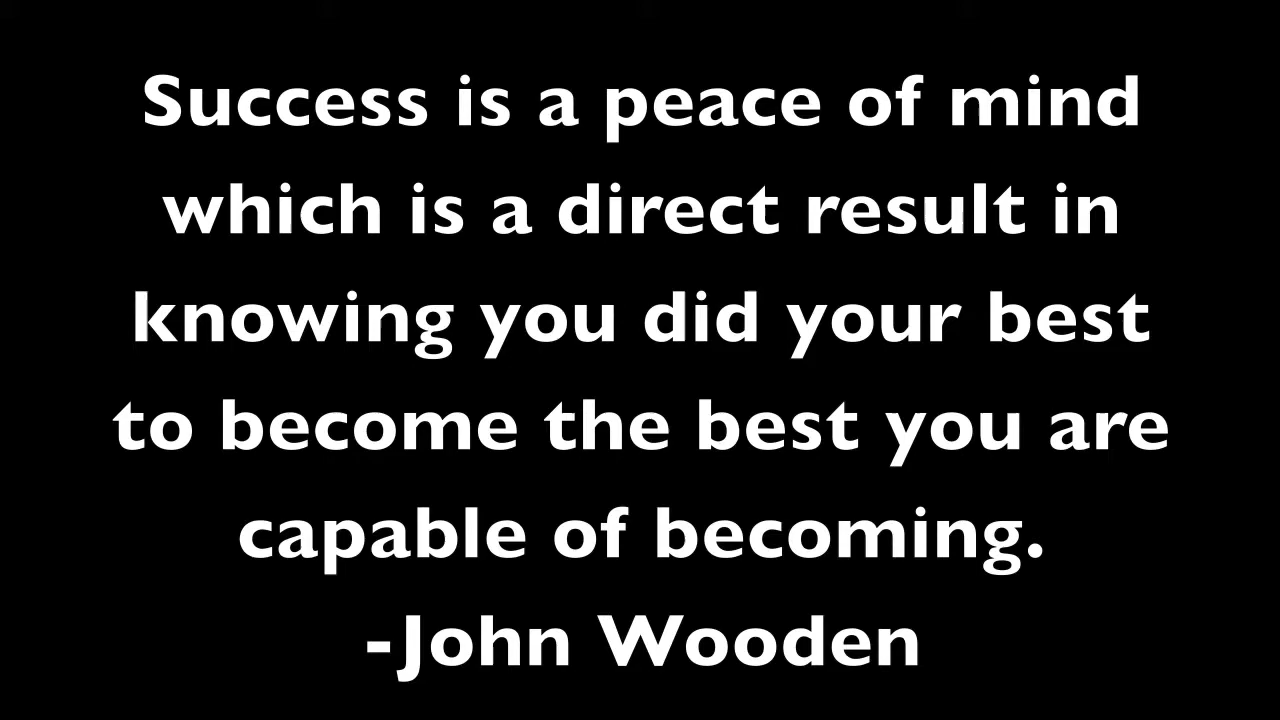 Success is a peace of mind
which is a direct result in
knowing you did your best
to become the best you are
capable of becoming.
-John Wooden